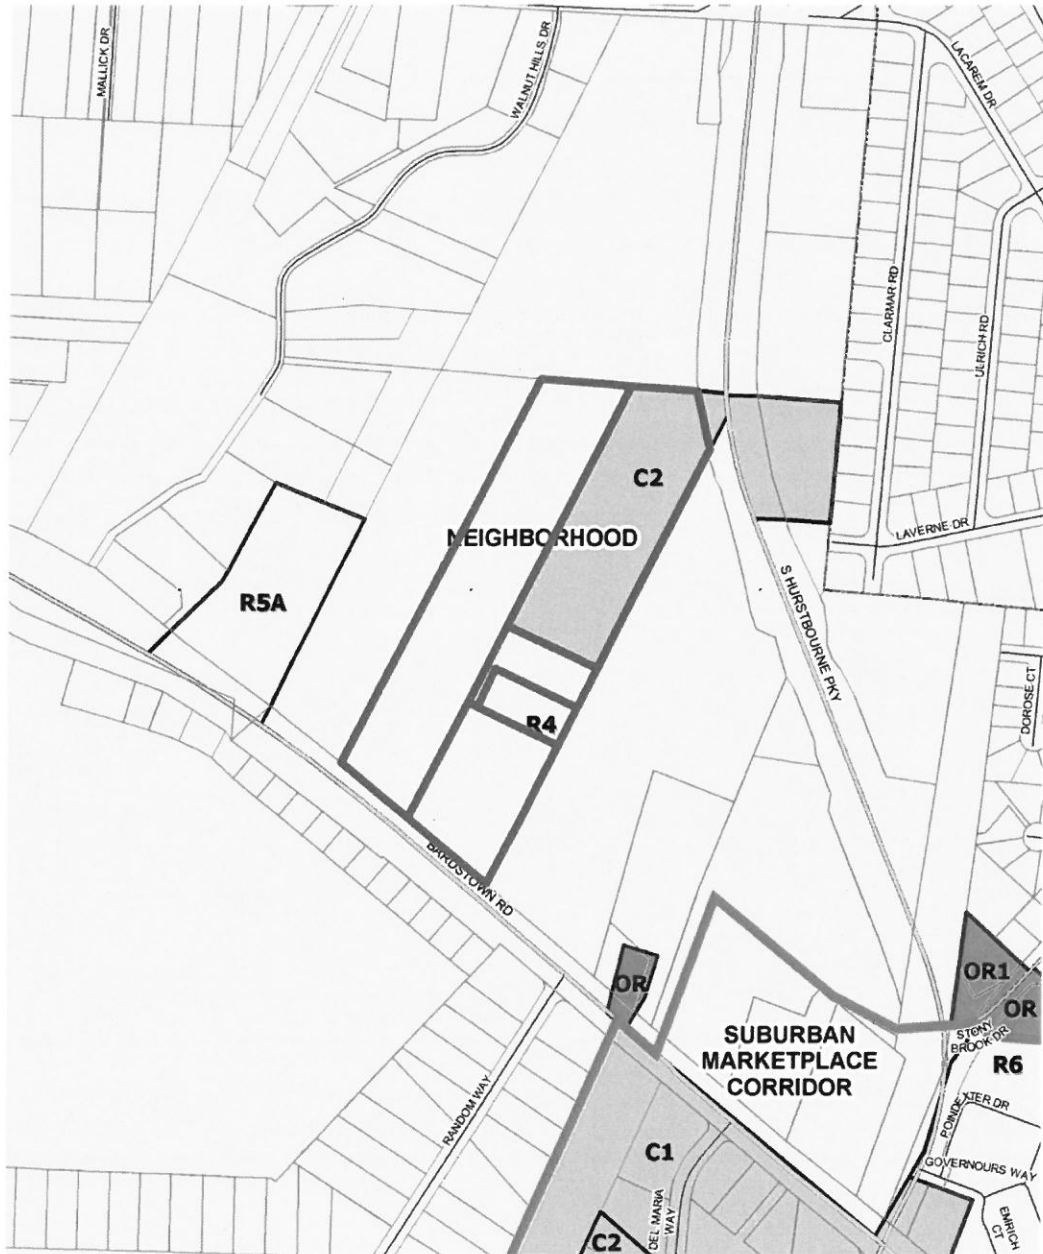 MALLICK DR
WALNUT HILLS DR
LACAREM DR
CLARMAR RD
ULRICH RD
C2
NEIGHBORHOOD
LAVERNE DR
R5A
S HURSTBOURNE PKY
DOROSE CT
R4
BARDSTOWN RD
OR1
OR
OR
STONY
BROOK DR
SUBURBAN
MARKETPLACE
CORRIDOR
R6
RANDOM WAY
POINDEXTER DR
C1
GOVERNOURS WAY
DEL MARIA
WAY
EMRICH
CT
C2